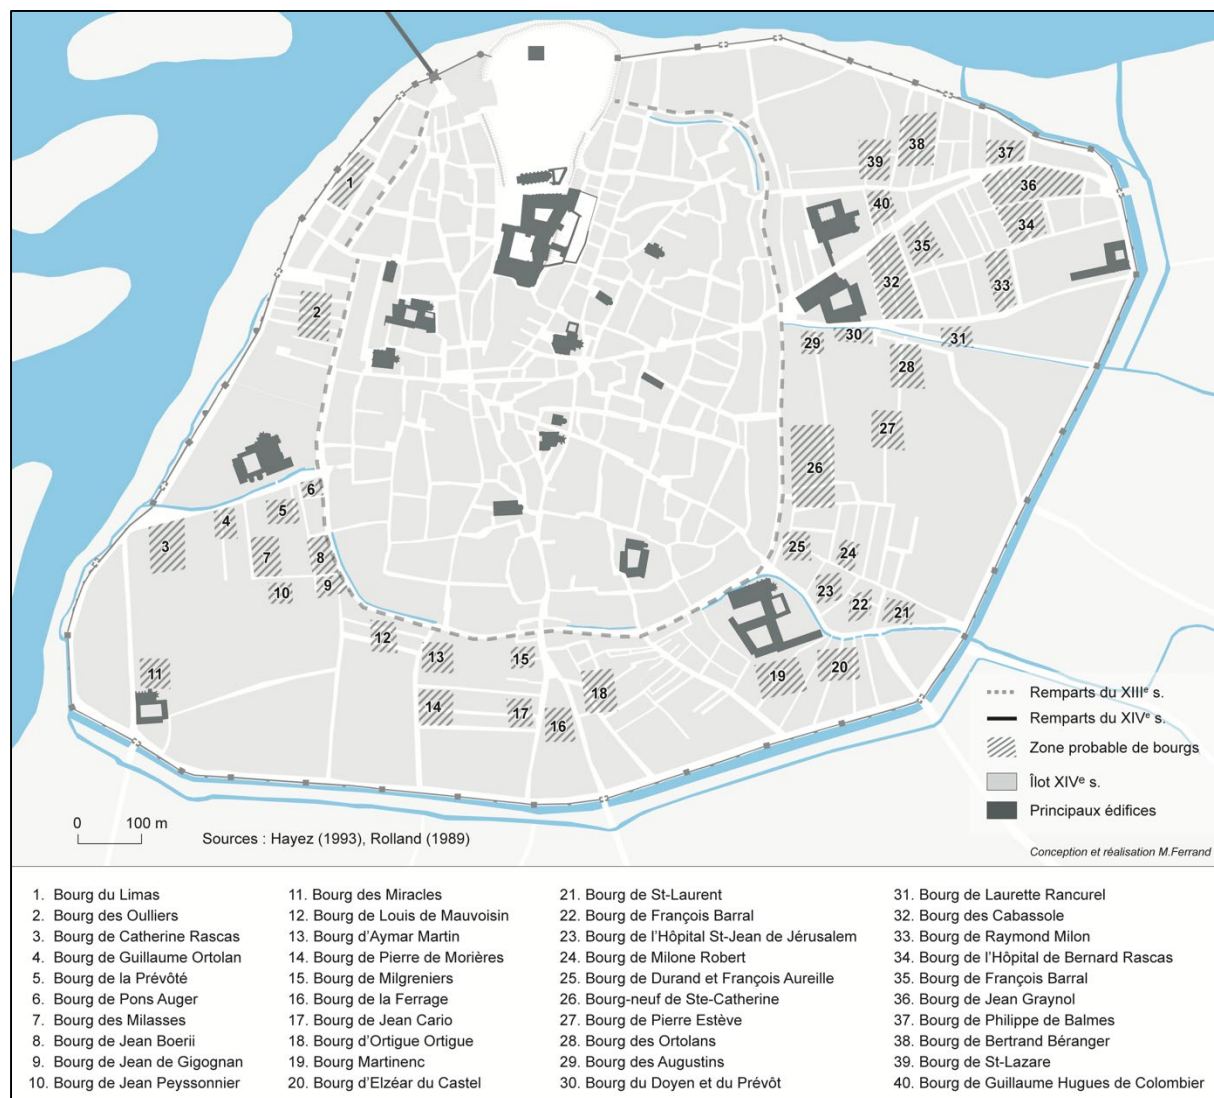 1
2
3
4
5
6
7
8
9
10
11
12
13
14
15
16
17
18
19
20
21
22
23
24
25
26
27
28
29
30
31
32
33
34
35
36
37
38
39
40
Remparts du XIIIe s.
Remparts du XIVe s.
Zone probable de bourgs
Îlot XIVe s.
Principaux édifices
0 100 m
Sources : Hayez (1993), Rolland (1989)
Conception et réalisation M.Ferrand
1. Bourg du Limas
2. Bourg des Oulliers
3. Bourg de Catherine Rascas
4. Bourg de Guillaume Ortolan
5. Bourg de la Prévôté
6. Bourg de Pons Auger
7. Bourg des Milasses
8. Bourg de Jean Boerii
9. Bourg de Jean de Gigognan
10. Bourg de Jean Peyssonnier
11. Bourg des Miracles
12. Bourg de Louis de Mauvoisin
13. Bourg d'Aymar Martin
14. Bourg de Pierre de Morières
15. Bourg de Milgreniers
16. Bourg de la Ferrage
17. Bourg de Jean Cario
18. Bourg d'Ortigue Ortigue
19. Bourg Martinenc
20. Bourg d'Elzéar du Castel
21. Bourg de St-Laurent
22. Bourg de François Barral
23. Bourg de l'Hôpital St-Jean de Jérusalem
24. Bourg de Milone Robert
25. Bourg de Durand et François Aureille
26. Bourg-neuf de Ste-Catherine
27. Bourg de Pierre Estève
28. Bourg des Ortolans
29. Bourg des Augustins
30. Bourg du Doyen et du Prévôt
31. Bourg de Laurette Rancurel
32. Bourg des Cabassole
33. Bourg de Raymond Milon
34. Bourg de l'Hôpital de Bernard Rascas
35. Bourg de François Barral
36. Bourg de Jean Graynol
37. Bourg de Philippe de Balmes
38. Bourg de Bertrand Béranger
39. Bourg de St-Lazare
40. Bourg de Guillaume Hugues de Colombier